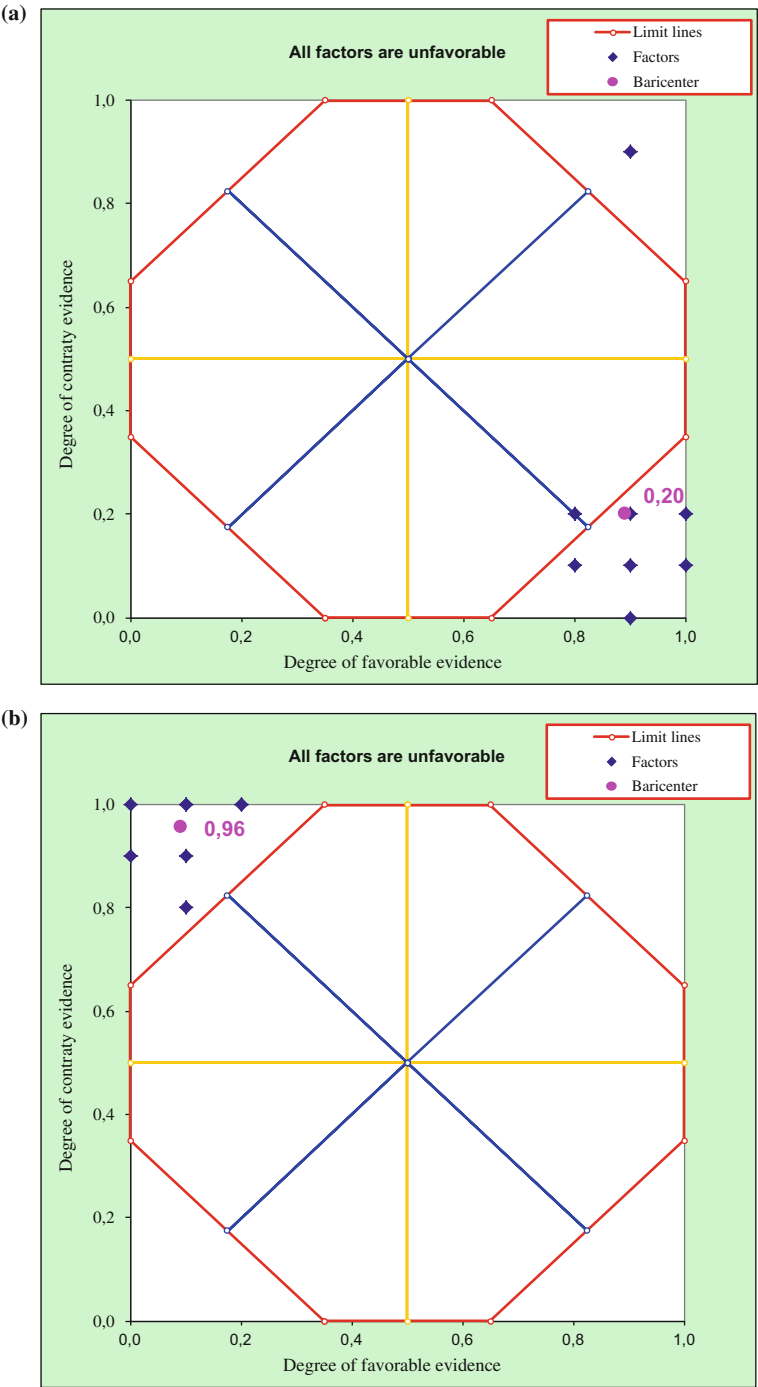 (a)
All factors are unfavorable
Limit lines
Factors
Baricenter
1,0
0,8
0,6
0,4
0,2
0,0
Degree of contraty evidence
0,20
0,0 0,2 0,4 0,6 0,8 1,0
Degree of favorable evidence
(b)
All factors are unfavorable
Limit lines
Factors
Baricenter
1,0
0,8
0,6
0,4
0,2
0,0
Degree of contraty evidence
0,96
0,0 0,2 0,4 0,6 0,8 1,0
Degree of favorable evidence